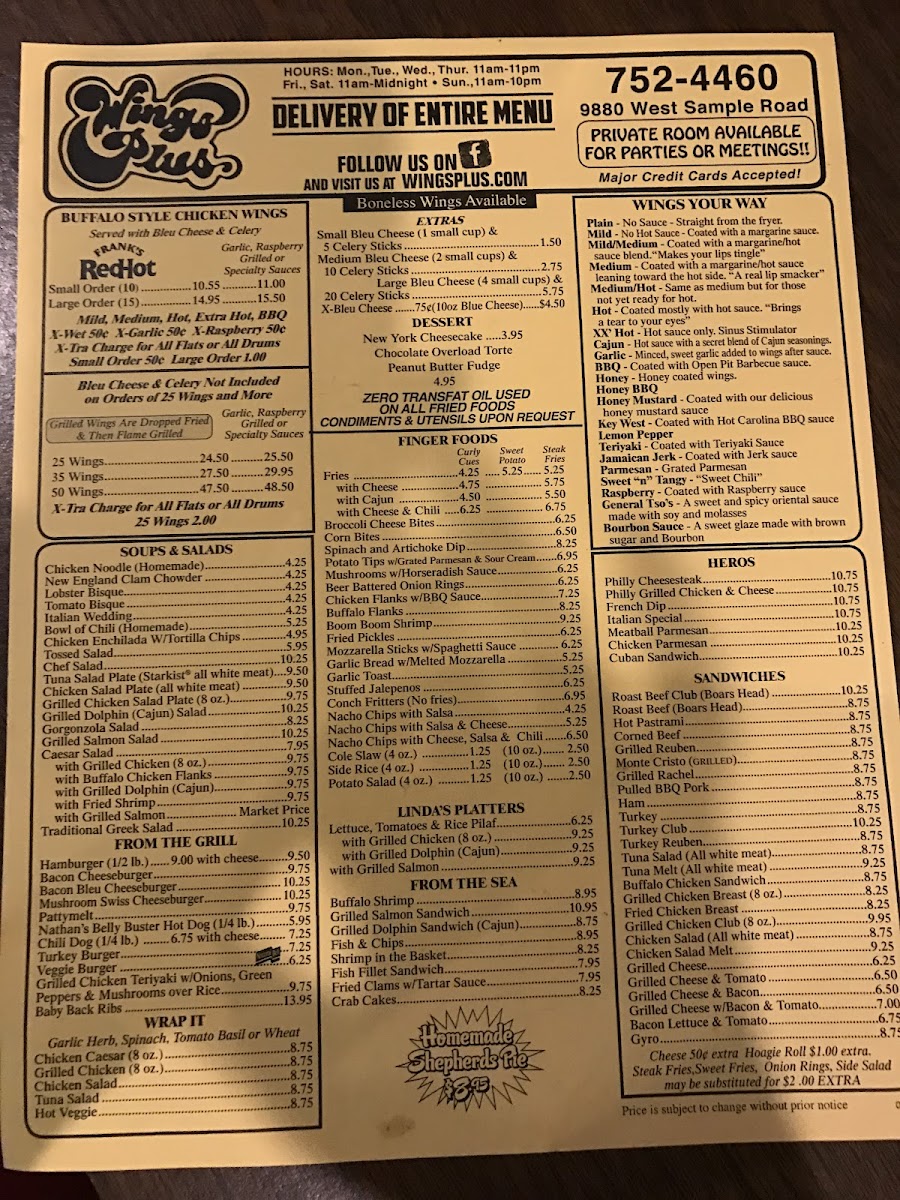 Wings Plus
HOURS: Mon.,Tue., Wed., Thur. 11am-11pm
Fri., Sat. 11am-Midnight • Sun.,11am-10pm
DELIVERY OF ENTIRE MENU
FOLLOW US ON f
AND VISIT US AT WINGSPLUS.COM
752-4460
9880 West Sample Road
PRIVATE ROOM AVAILABLE
FOR PARTIES OR MEETINGS!!
Major Credit Cards Accepted!
BUFFALO STYLE CHICKEN WINGS
Served with Bleu Cheese & Celery
FRANK'S RedHot
Garlic, Raspberry
Grilled or
Specialty Sauces
Small Order (10) 10.55 11.00
Large Order (15) 14.95 15.50
Mild, Medium, Hot, Extra Hot, BBQ
X-Wet 50¢ X-Garlic 50¢ X-Raspberry 50¢
X-Tra Charge for All Flats or All Drums
Small Order 50¢ Large Order 1.00
Bleu Cheese & Celery Not Included
on Orders of 25 Wings and More
Grilled Wings Are Dropped Fried
& Then Flame Grilled
Garlic, Raspberry
Grilled or
Specialty Sauces
25 Wings 24.50 25.50
35 Wings 27.50 29.95
50 Wings 47.50 48.50
X-Tra Charge for All Flats or All Drums
25 Wings 2.00
SOUPS & SALADS
Chicken Noodle (Homemade) 4.25
New England Clam Chowder 4.25
Lobster Bisque 4.25
Tomato Bisque 4.25
Italian Wedding 4.25
Bowl of Chili (Homemade) 5.25
Chicken Enchilada W/Tortilla Chips 4.95
Tossed Salad 5.95
Chef Salad 10.25
Tuna Salad Plate (Starkist® all white meat) 9.50
Chicken Salad Plate (all white meat) 9.50
Grilled Chicken Salad Plate (8 oz.) 9.75
Grilled Dolphin (Cajun) Salad 10.25
Gorgonzola Salad 8.25
Grilled Salmon Salad 10.25
Caesar Salad 7.95
with Grilled Chicken (8 oz.) 9.75
with Buffalo Chicken Flanks 9.75
with Grilled Dolphin (Cajun) 9.75
with Fried Shrimp 9.75
with Grilled Salmon Market Price
Traditional Greek Salad 10.25
FROM THE GRILL
Hamburger (1/2 lb.) 9.00 with cheese 9.50
Bacon Cheeseburger 9.75
Bacon Bleu Cheeseburger 10.25
Mushroom Swiss Cheeseburger 10.25
Pattymelt 9.75
Nathan's Belly Buster Hot Dog (1/4 lb.) 5.95
Chili Dog (1/4 lb.) 6.75 with cheese 7.25
Turkey Burger 7.25
Veggie Burger 6.25
Grilled Chicken Teriyaki w/Onions, Green
Peppers & Mushrooms over Rice 9.75
Baby Back Ribs 13.95
WRAP IT
Garlic Herb, Spinach, Tomato Basil or Wheat
Chicken Caesar (8 oz.) 8.75
Grilled Chicken (8 oz.) 8.75
Chicken Salad 8.75
Tuna Salad 8.75
Hot Veggie 8.75
Boneless Wings Available
EXTRAS
Small Bleu Cheese (1 small cup) &
5 Celery Sticks 1.50
Medium Bleu Cheese (2 small cups) &
10 Celery Sticks 2.75
Large Bleu Cheese (4 small cups) &
20 Celery Sticks 5.75
X-Bleu Cheese 75¢(10oz Blue Cheese) $4.50
DESSERT
New York Cheesecake 3.95
Chocolate Overload Torte
Peanut Butter Fudge
4.95
ZERO TRANSFAT OIL USED
ON ALL FRIED FOODS
CONDIMENTS & UTENSILS UPON REQUEST
FINGER FOODS
Curly Cues Sweet Potato Steak Fries
Fries 4.25 5.25 5.25
with Cheese 4.75 5.75
with Cajun 4.50 5.50
with Cheese & Chili 6.25 6.75
Broccoli Cheese Bites 6.25
Corn Bites 6.50
Spinach and Artichoke Dip 8.25
Potato Tips w/Grated Parmesan & Sour Cream 6.95
Mushrooms w/Horseradish Sauce 6.25
Beer Battered Onion Rings 6.25
Chicken Flanks w/BBQ Sauce 7.25
Buffalo Flanks 8.25
Boom Boom Shrimp 9.25
Fried Pickles 6.25
Mozzarella Sticks w/Spaghetti Sauce 6.25
Garlic Bread w/Melted Mozzarella 5.25
Garlic Toast 5.25
Stuffed Jalepenos 6.25
Conch Fritters (No fries) 6.95
Nacho Chips with Salsa 4.25
Nacho Chips with Salsa & Cheese 5.25
Nacho Chips with Cheese, Salsa & Chili 6.50
Cole Slaw (4 oz.) 1.25 (10 oz.) 2.50
Side Rice (4 oz.) 1.25 (10 oz.) 2.50
Potato Salad (4 oz.) 1.25 (10 oz.) 2.50
LINDA'S PLATTERS
Lettuce, Tomatoes & Rice Pilaf 6.25
with Grilled Chicken (8 oz.) 9.25
with Grilled Dolphin (Cajun) 9.25
with Grilled Salmon 9.25
FROM THE SEA
Buffalo Shrimp 8.95
Grilled Salmon Sandwich 10.95
Grilled Dolphin Sandwich (Cajun) 8.75
Fish & Chips 8.95
Shrimp in the Basket 8.25
Fish Fillet Sandwich 7.95
Fried Clams w/Tartar Sauce 7.95
Crab Cakes 8.25
Homemade
Shepherds Pie
$8.95
WINGS YOUR WAY
Plain - No Sauce - Straight from the fryer.
Mild - No Hot Sauce - Coated with a margarine sauce.
Mild/Medium - Coated with a margarine/hot
sauce blend."Makes your lips tingle"
Medium - Coated with a margarine/hot sauce
leaning toward the hot side. "A real lip smacker"
Medium/Hot - Same as medium but for those
not yet ready for hot.
Hot - Coated mostly with hot sauce. "Brings
a tear to your eyes"
XX' Hot - Hot sauce only. Sinus Stimulator
Cajun - Hot sauce with a secret blend of Cajun seasonings.
Garlic - Minced, sweet garlic added to wings after sauce.
BBQ - Coated with Open Pit Barbecue sauce.
Honey - Honey coated wings.
Honey BBQ
Honey Mustard - Coated with our delicious
honey mustard sauce
Key West - Coated with Hot Carolina BBQ sauce
Lemon Pepper
Teriyaki - Coated with Teriyaki Sauce
Jamaican Jerk - Coated with Jerk sauce
Parmesan - Grated Parmesan
Sweet "n" Tangy - "Sweet Chili"
Raspberry - Coated with Raspberry sauce
General Tso's - A sweet and spicy oriental sauce
made with soy and molasses
Bourbon Sauce - A sweet glaze made with brown
sugar and Bourbon
HEROS
Philly Cheesesteak 10.75
Philly Grilled Chicken & Cheese 10.75
French Dip 10.75
Italian Special 10.75
Meatball Parmesan 10.25
Chicken Parmesan 10.25
Cuban Sandwich 10.25
SANDWICHES
Roast Beef Club (Boars Head) 10.25
Roast Beef (Boars Head) 8.75
Hot Pastrami 8.75
Corned Beef 8.75
Grilled Reuben 8.75
Monte Cristo (GRILLED) 8.75
Grilled Rachel 8.75
Pulled BBQ Pork 8.75
Ham 8.75
Turkey 8.75
Turkey Club 10.25
Turkey Reuben 8.75
Tuna Salad (All white meat) 8.75
Tuna Melt (All white meat) 9.25
Buffalo Chicken Sandwich 8.75
Grilled Chicken Breast (8 oz.) 8.75
Fried Chicken Breast 8.25
Grilled Chicken Club (8 oz.) 9.95
Chicken Salad (All white meat) 8.75
Chicken Salad Melt 9.25
Grilled Cheese 6.25
Grilled Cheese & Tomato 6.50
Grilled Cheese & Bacon 6.50
Grilled Cheese w/Bacon & Tomato 7.00
Bacon Lettuce & Tomato 6.75
Gyro 8.75
Cheese 50¢ extra Hoagie Roll $1.00 extra.
Steak Fries,Sweet Fries, Onion Rings, Side Salad
may be substituted for $2 .00 EXTRA
Price is subject to change without prior notice